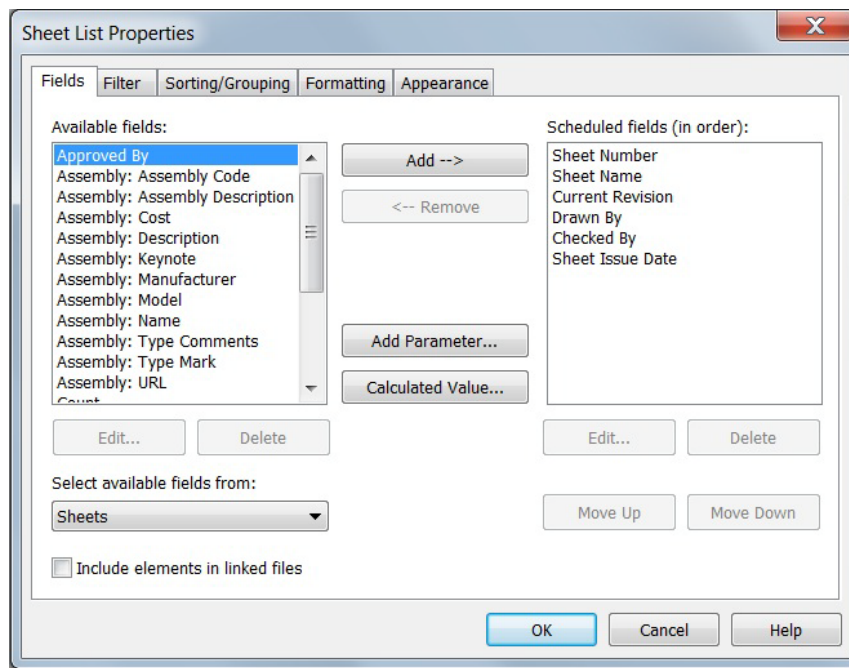 Sheet List Properties
Fields
Filter
Sorting/Grouping
Formatting
Appearance
Available fields:
Approved By
Assembly: Assembly Code
Assembly: Assembly Description
Assembly: Cost
Assembly: Description
Assembly: Keynote
Assembly: Manufacturer
Assembly: Model
Assembly: Name
Assembly: Type Comments
Assembly: Type Mark
Assembly: URL
Count
Edit...
Delete
Select available fields from:
Sheets
Include elements in linked files
Add -->
<-- Remove
Add Parameter...
Calculated Value...
Scheduled fields (in order):
Sheet Number
Sheet Name
Current Revision
Drawn By
Checked By
Sheet Issue Date
Edit...
Delete
Move Up
Move Down
OK
Cancel
Help